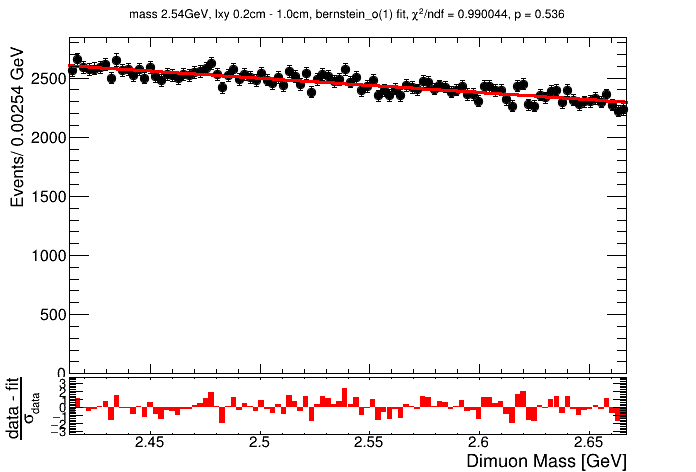 mass 2.54GeV, lxy 0.2cm - 1.0cm, bernstein_o(1) fit, χ²/ndf = 0.990044, p = 0.536
Events/ 0.00254 GeV
2500
2000
1500
1000
500
0
data - fit
σdata
3
2
1
0
−1
−2
−3
2.45 2.5 2.55 2.6 2.65
Dimuon Mass [GeV]